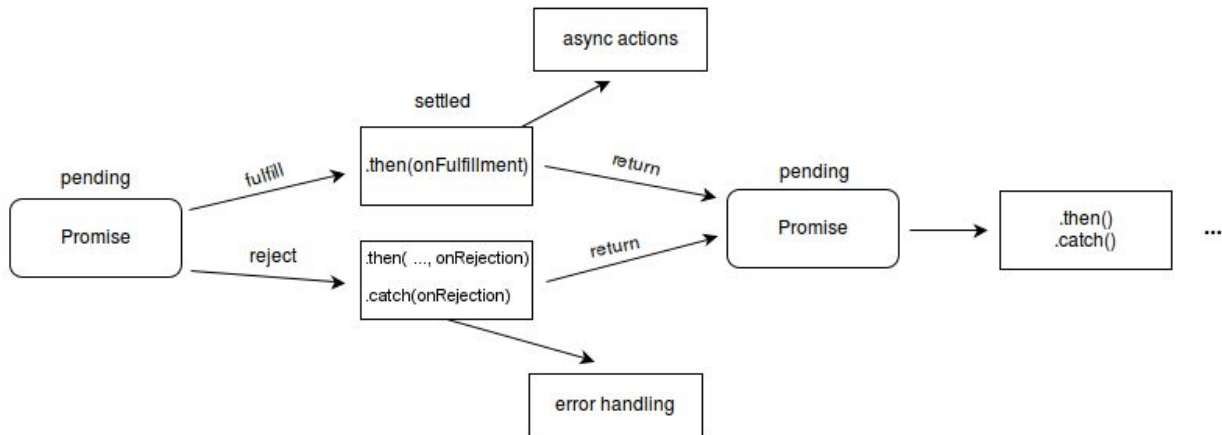 async actions
settled
.then(onFulfillment)
fulfill
return
pending
Promise
pending
Promise
.then()
.catch()
...
reject
.then( ..., onRejection)
.catch(onRejection)
return
error handling